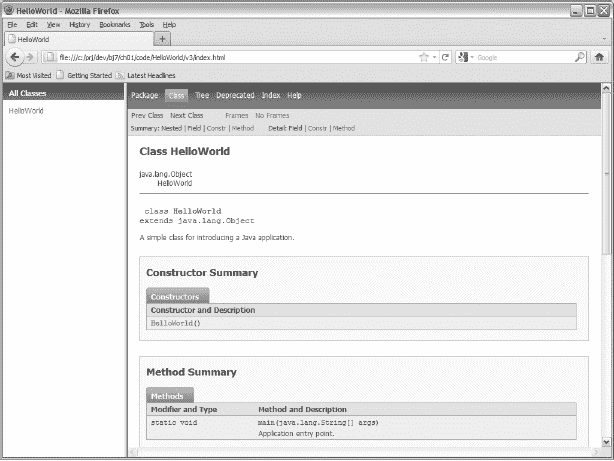 HelloWorld - Mozilla Firefox
File Edit View History Bookmarks Tools Help
HelloWorld +
file:///c:/prj/dev/bj7/ch01/code/HelloWorld/v3/index.html Google
Most Visited Getting Started Latest Headlines
All Classes
HelloWorld
Package Class Tree Deprecated Index Help
Prev Class Next Class Frames No Frames
Summary: Nested | Field | Constr | Method Detail: Field | Constr | Method
Class HelloWorld
java.lang.Object
HelloWorld
class HelloWorld
extends java.lang.Object
A simple class for introducing a Java application.
Constructor Summary
Constructors
Constructor and Description
HelloWorld()
Method Summary
Methods
Modifier and Type Method and Description
static void main(java.lang.String[] args)
Application entry point.